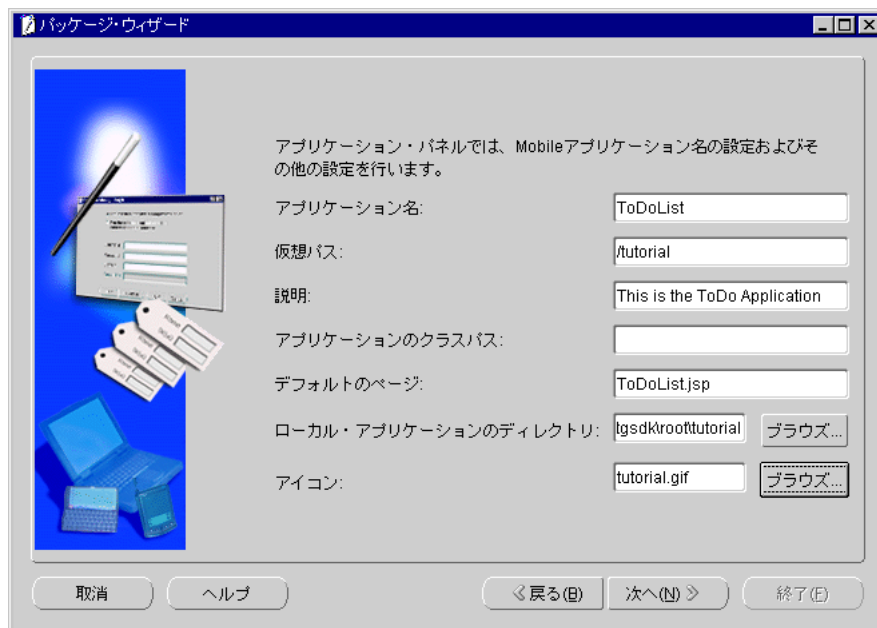 パッケージ・ウィザード
アプリケーション・パネルでは、Mobileアプリケーション名の設定およびそ
の他の設定を行います。
アプリケーション名: ToDoList
仮想パス: /tutorial
説明: This is the ToDo Application
アプリケーションのクラスパス:
デフォルトのページ: ToDoList.jsp
ローカル・アプリケーションのディレクトリ: tgsdk\root\tutorial ブラウズ...
アイコン: tutorial.gif ブラウズ...
取消 ヘルプ 戻る(B) 次へ(N) 終了(F)